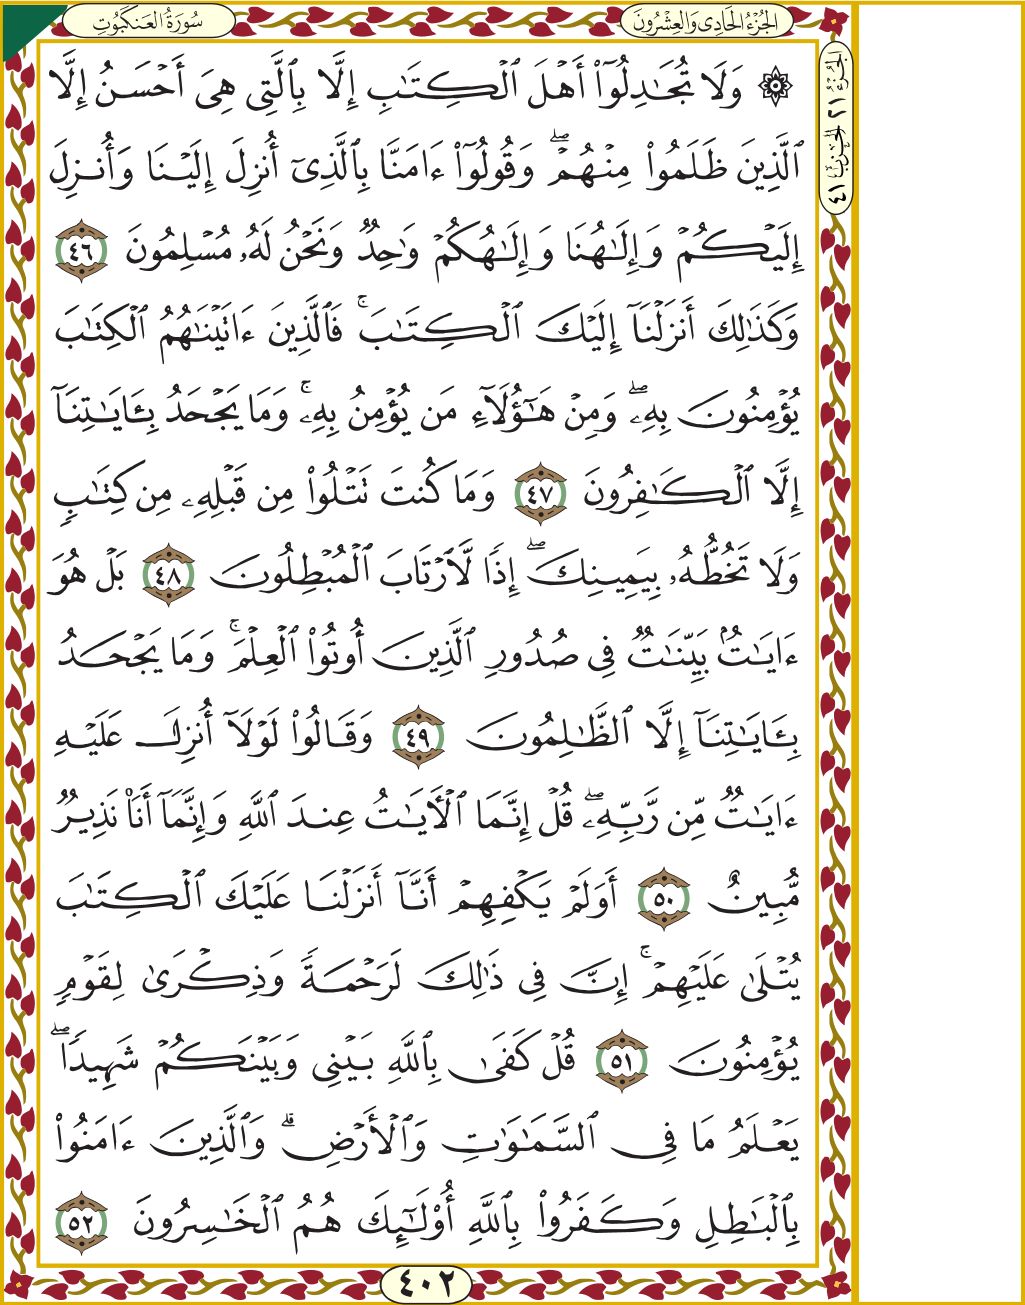 سُورَةُ العَنكَبُوتِ
الجُزْءُ الحَادِي وَالعِشْرُونَ
الجُزْءُ ٢١ الحِزْبُ ٤١
۞ وَلَا تُجَٰدِلُوٓا۟ أَهْلَ ٱلْكِتَٰبِ إِلَّا بِٱلَّتِى هِىَ أَحْسَنُ إِلَّا
ٱلَّذِينَ ظَلَمُوا۟ مِنْهُمْ ۖ وَقُولُوٓا۟ ءَامَنَّا بِٱلَّذِىٓ أُنزِلَ إِلَيْنَا وَأُنزِلَ
إِلَيْكُمْ وَإِلَٰهُنَا وَإِلَٰهُكُمْ وَٰحِدٌ وَنَحْنُ لَهُۥ مُسْلِمُونَ ٤٦
وَكَذَٰلِكَ أَنزَلْنَآ إِلَيْكَ ٱلْكِتَٰبَ ۚ فَٱلَّذِينَ ءَاتَيْنَٰهُمُ ٱلْكِتَٰبَ
يُؤْمِنُونَ بِهِۦ ۖ وَمِنْ هَٰٓؤُلَآءِ مَن يُؤْمِنُ بِهِۦ ۚ وَمَا يَجْحَدُ بِـَٔايَٰتِنَآ
إِلَّا ٱلْكَٰفِرُونَ ٤٧ وَمَا كُنتَ تَتْلُوا۟ مِن قَبْلِهِۦ مِن كِتَٰبٍ
وَلَا تَخُطُّهُۥ بِيَمِينِكَ ۖ إِذًا لَّٱرْتَابَ ٱلْمُبْطِلُونَ ٤٨ بَلْ هُوَ
ءَايَٰتٌۢ بَيِّنَٰتٌ فِى صُدُورِ ٱلَّذِينَ أُوتُوا۟ ٱلْعِلْمَ ۚ وَمَا يَجْحَدُ
بِـَٔايَٰتِنَآ إِلَّا ٱلظَّٰلِمُونَ ٤٩ وَقَالُوا۟ لَوْلَآ أُنزِلَ عَلَيْهِ
ءَايَٰتٌ مِّن رَّبِّهِۦ ۖ قُلْ إِنَّمَا ٱلْـَٔايَٰتُ عِندَ ٱللَّهِ وَإِنَّمَآ أَنَا۠ نَذِيرٌ
مُّبِينٌ ٥٠ أَوَلَمْ يَكْفِهِمْ أَنَّآ أَنزَلْنَا عَلَيْكَ ٱلْكِتَٰبَ
يُتْلَىٰ عَلَيْهِمْ ۚ إِنَّ فِى ذَٰلِكَ لَرَحْمَةً وَذِكْرَىٰ لِقَوْمٍ
يُؤْمِنُونَ ٥١ قُلْ كَفَىٰ بِٱللَّهِ بَيْنِى وَبَيْنَكُمْ شَهِيدًا ۖ
يَعْلَمُ مَا فِى ٱلسَّمَٰوَٰتِ وَٱلْأَرْضِ ۗ وَٱلَّذِينَ ءَامَنُوا۟
بِٱلْبَٰطِلِ وَكَفَرُوا۟ بِٱللَّهِ أُو۟لَٰٓئِكَ هُمُ ٱلْخَٰسِرُونَ ٥٢
٤٠٢